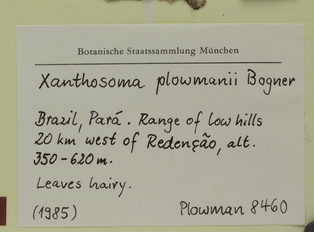 Botanische Staatssammlung München
Xanthosoma plowmanii Bogner
Brazil, Pará. Range of low hills
20 km west of Redenção, alt.
350-620 m.
Leaves hairy.
(1985) Plowman 8460